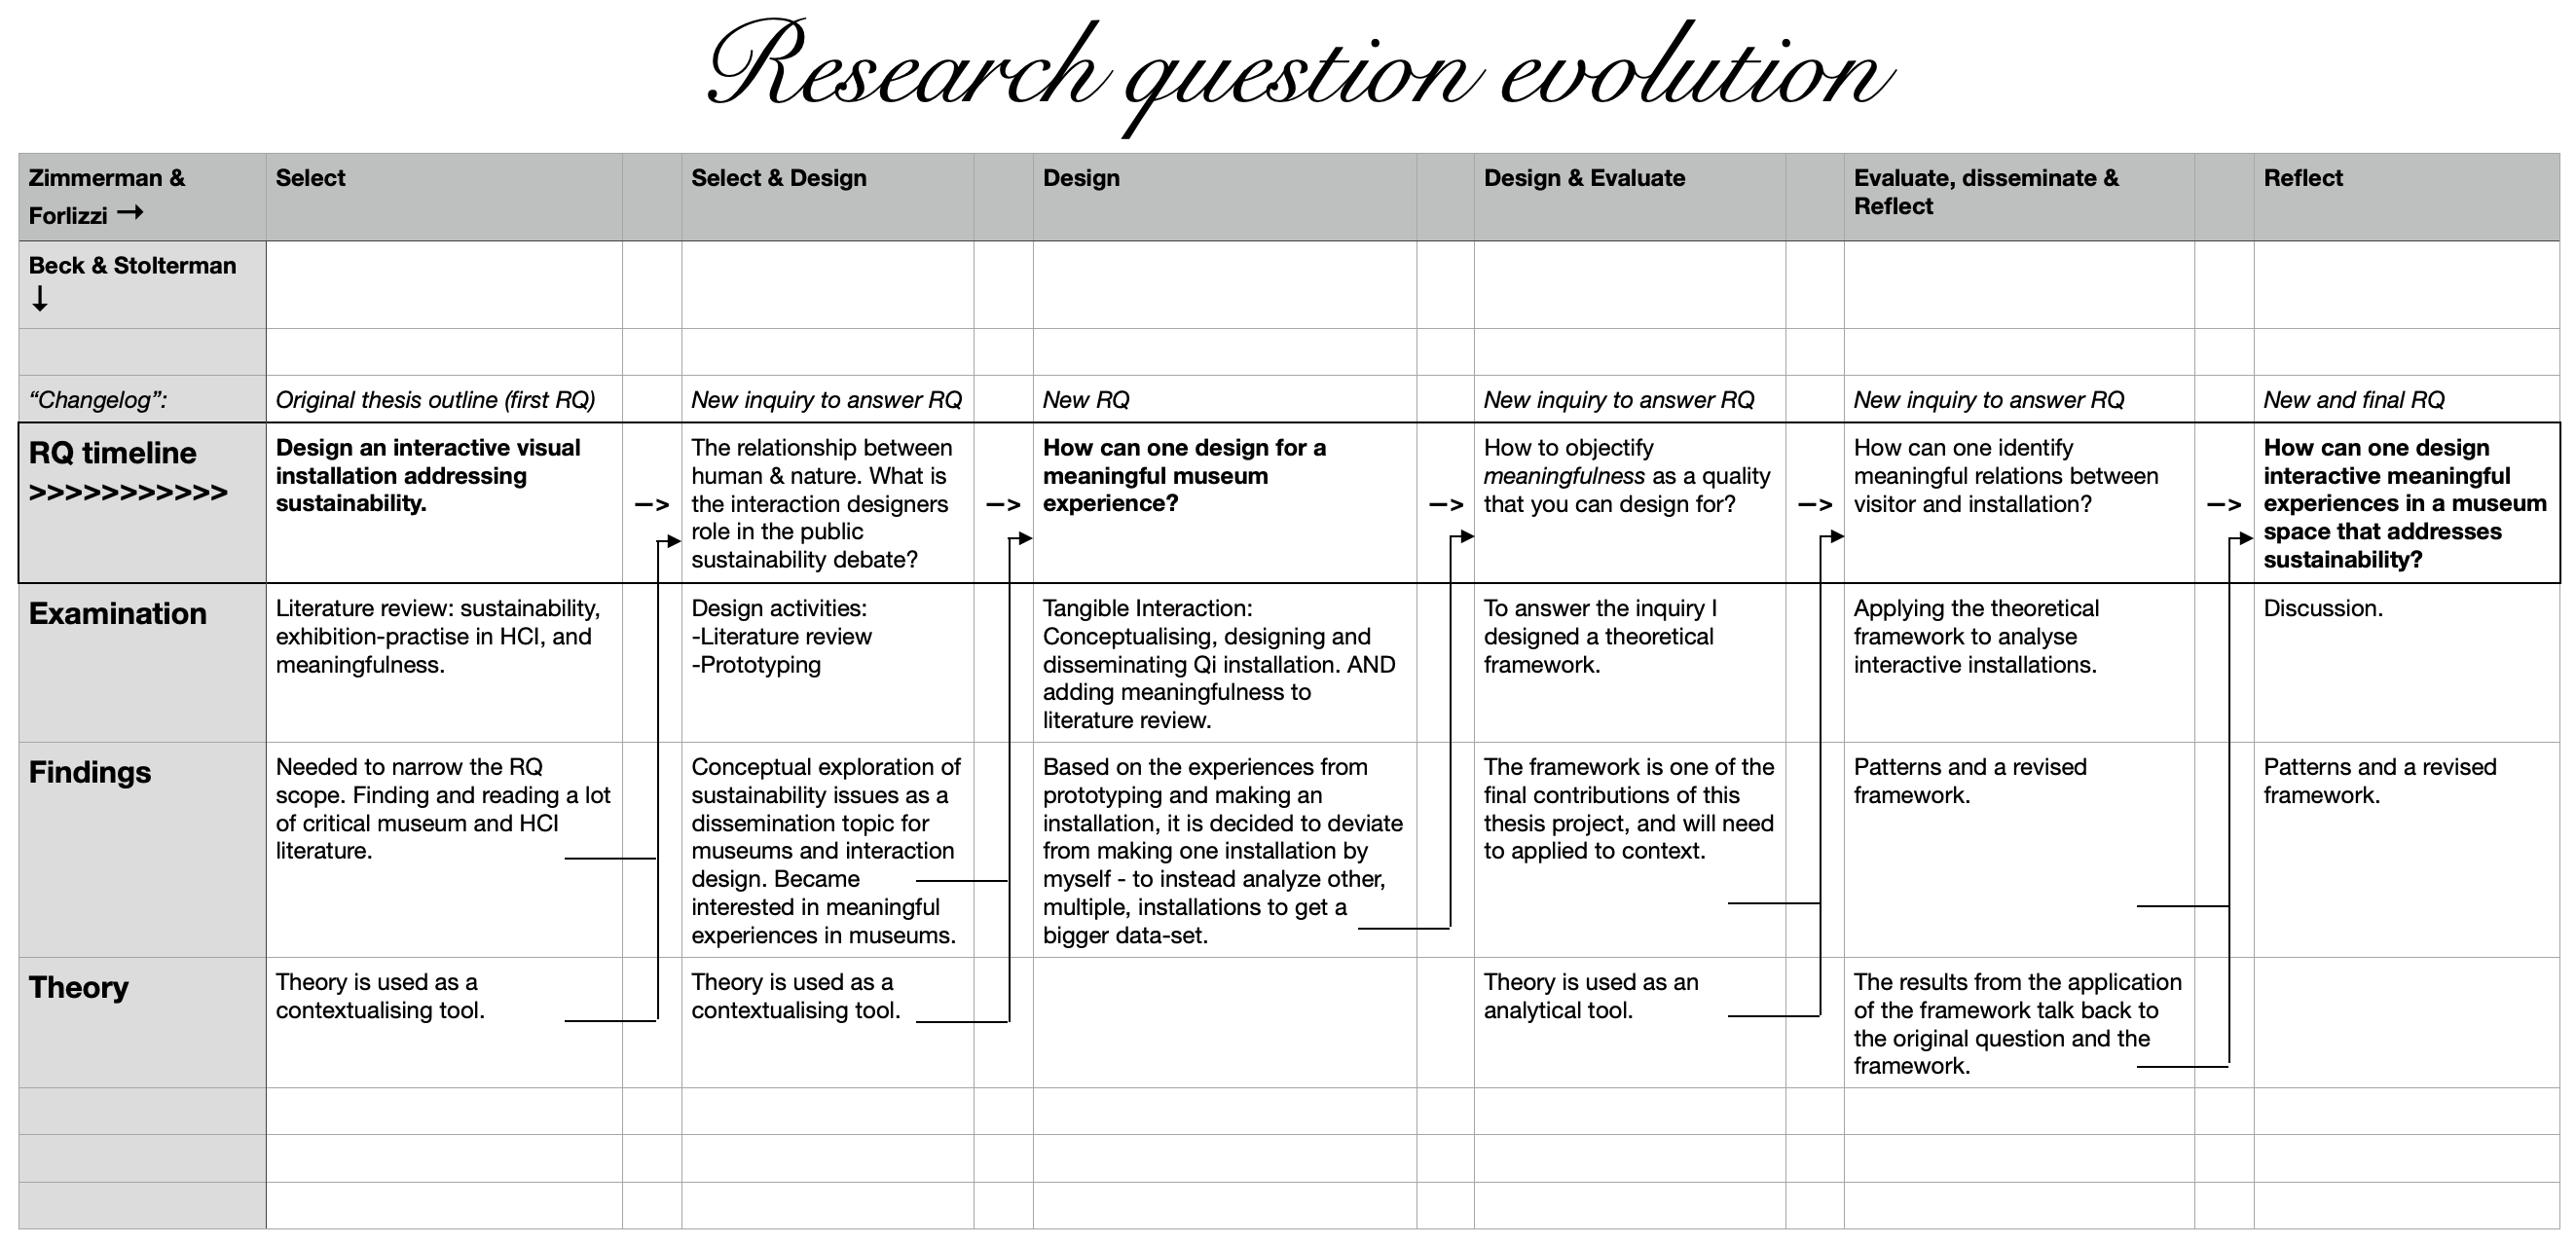 Research question evolution
Zimmerman &
Forlizzi →
Select
Select & Design
Design
Design & Evaluate
Evaluate, disseminate &
Reflect
Reflect
Beck & Stolterman
↓
“Changelog”:
Original thesis outline (first RQ)
New inquiry to answer RQ
New RQ
New inquiry to answer RQ
New inquiry to answer RQ
New and final RQ
RQ timeline
>>>>>>>>>>>
Design an interactive visual
installation addressing
sustainability.
—>
The relationship between
human & nature. What is
the interaction designers
role in the public
sustainability debate?
—>
How can one design for a
meaningful museum
experience?
—>
How to objectify
meaningfulness as a quality
that you can design for?
—>
How can one identify
meaningful relations between
visitor and installation?
—>
How can one design
interactive meaningful
experiences in a museum
space that addresses
sustainability?
Examination
Literature review: sustainability,
exhibition-practise in HCI, and
meaningfulness.
Design activities:
-Literature review
-Prototyping
Tangible Interaction:
Conceptualising, designing and
disseminating Qi installation. AND
adding meaningfulness to
literature review.
To answer the inquiry I
designed a theoretical
framework.
Applying the theoretical
framework to analyse
interactive installations.
Discussion.
Findings
Needed to narrow the RQ
scope. Finding and reading a lot
of critical museum and HCI
literature.
Conceptual exploration of
sustainability issues as a
dissemination topic for
museums and interaction
design. Became
interested in meaningful
experiences in museums.
Based on the experiences from
prototyping and making an
installation, it is decided to deviate
from making one installation by
myself - to instead analyze other,
multiple, installations to get a
bigger data-set.
The framework is one of the
final contributions of this
thesis project, and will need
to applied to context.
Patterns and a revised
framework.
Patterns and a revised
framework.
Theory
Theory is used as a
contextualising tool.
Theory is used as a
contextualising tool.
Theory is used as an
analytical tool.
The results from the application
of the framework talk back to
the original question and the
framework.